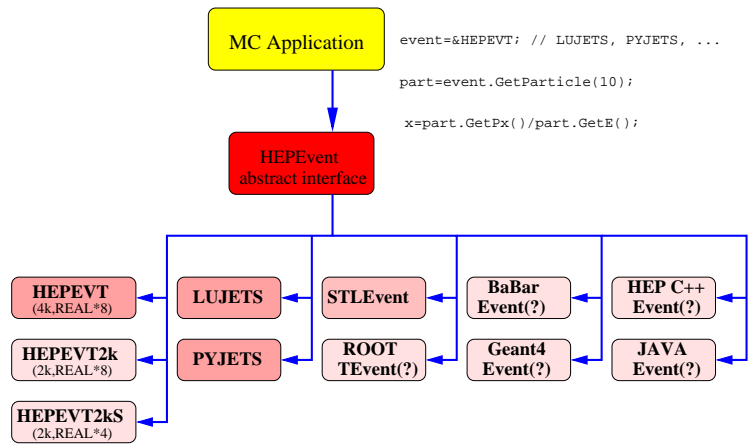 MC Application
event=&HEPEVT; // LUJETS, PYJETS, ...
part=event.GetParticle(10);
x=part.GetPx()/part.GetE();
HEPEvent
abstract interface
HEPEVT
(4k,REAL*8)
LUJETS
STLEvent
BaBar
Event(?)
HEP C++
Event(?)
HEPEVT2k
(2k,REAL*8)
PYJETS
ROOT
TEvent(?)
Geant4
Event(?)
JAVA
Event(?)
HEPEVT2kS
(2k,REAL*4)